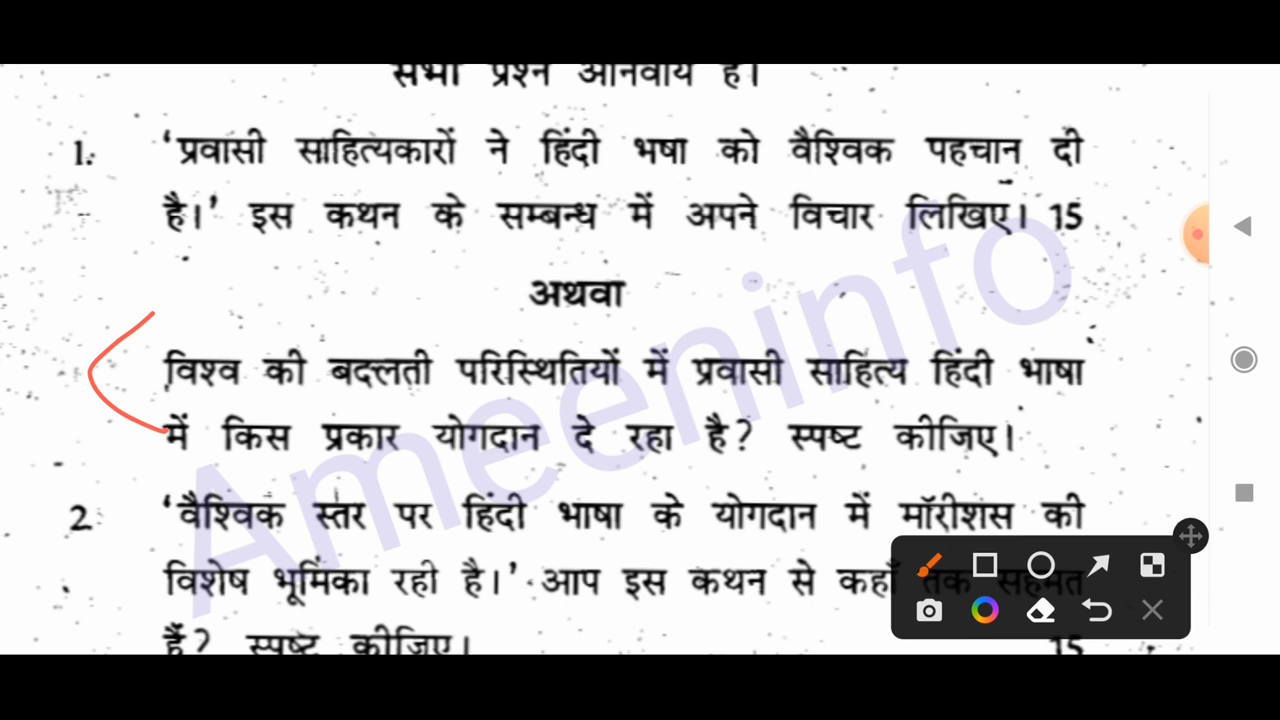 सभी प्रश्न अनिवार्य हैं।
1. 'प्रवासी साहित्यकारों ने हिंदी भषा को वैश्विक पहचान दी
है।' इस कथन के सम्बन्ध में अपने विचार लिखिए। 15
अथवा
विश्व की बदलती परिस्थितियों में प्रवासी साहित्य हिंदी भाषा
में किस प्रकार योगदान दे रहा है? स्पष्ट कीजिए।
2 'वैश्विक स्तर पर हिंदी भाषा के योगदान में मॉरीशस की
विशेष भूमिका रही है।' आप इस कथन से कहाँ तक सहमत
हैं? स्पष्ट कीजिए। 15
Ameeninfo